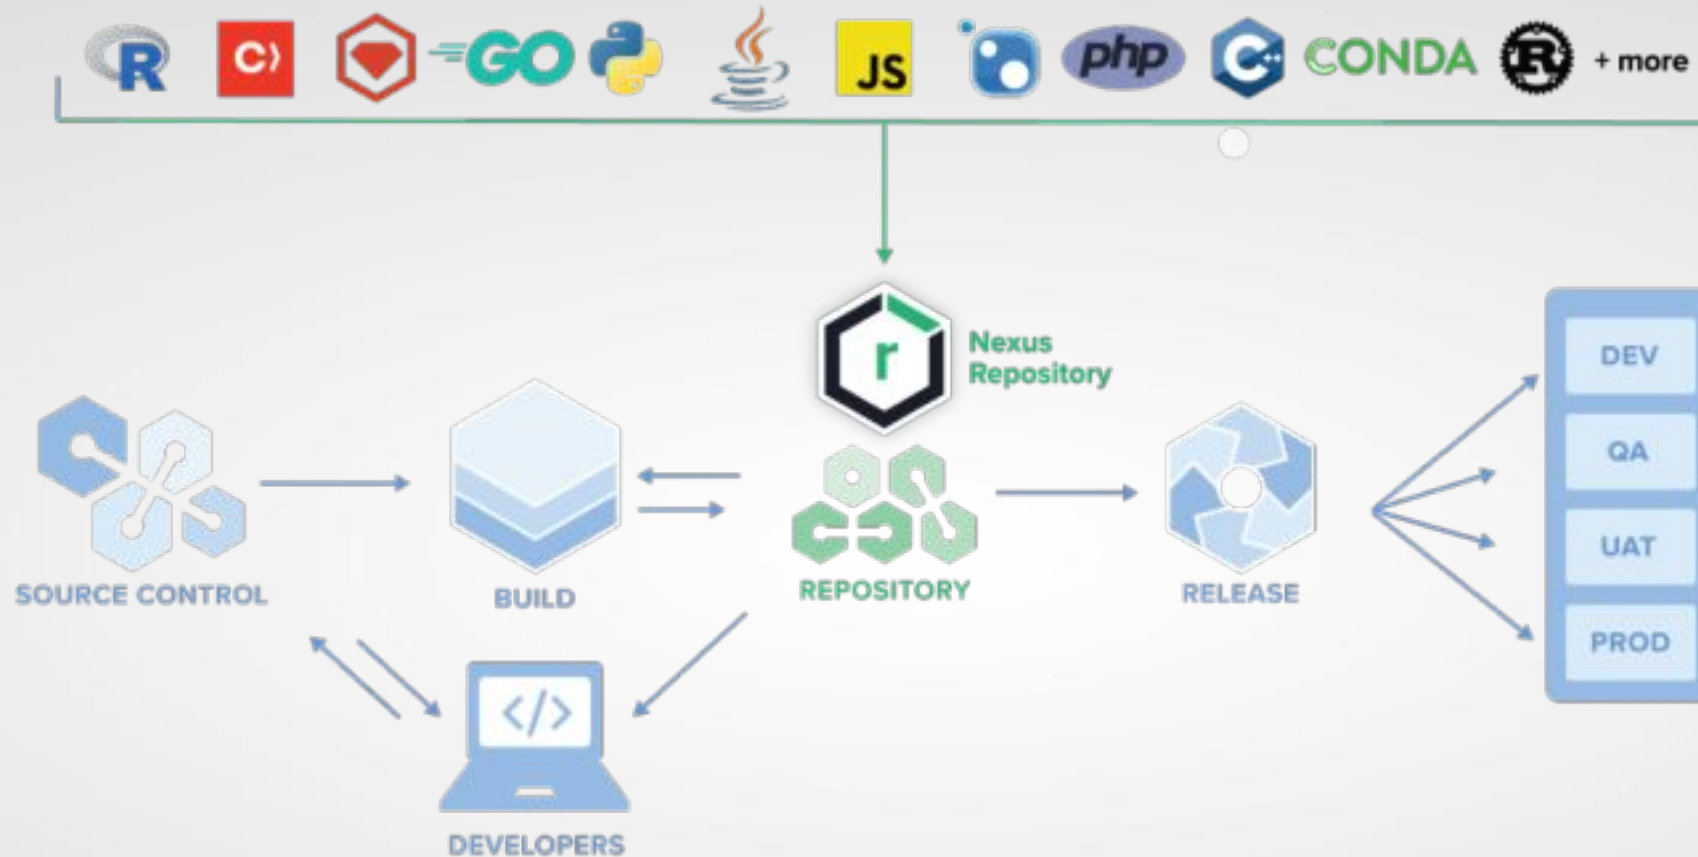 R
C
GO
JS
php
C++
CONDA
R
+ more
r
Nexus
Repository
DEV
QA
UAT
PROD
SOURCE CONTROL
BUILD
REPOSITORY
RELEASE
</>
DEVELOPERS